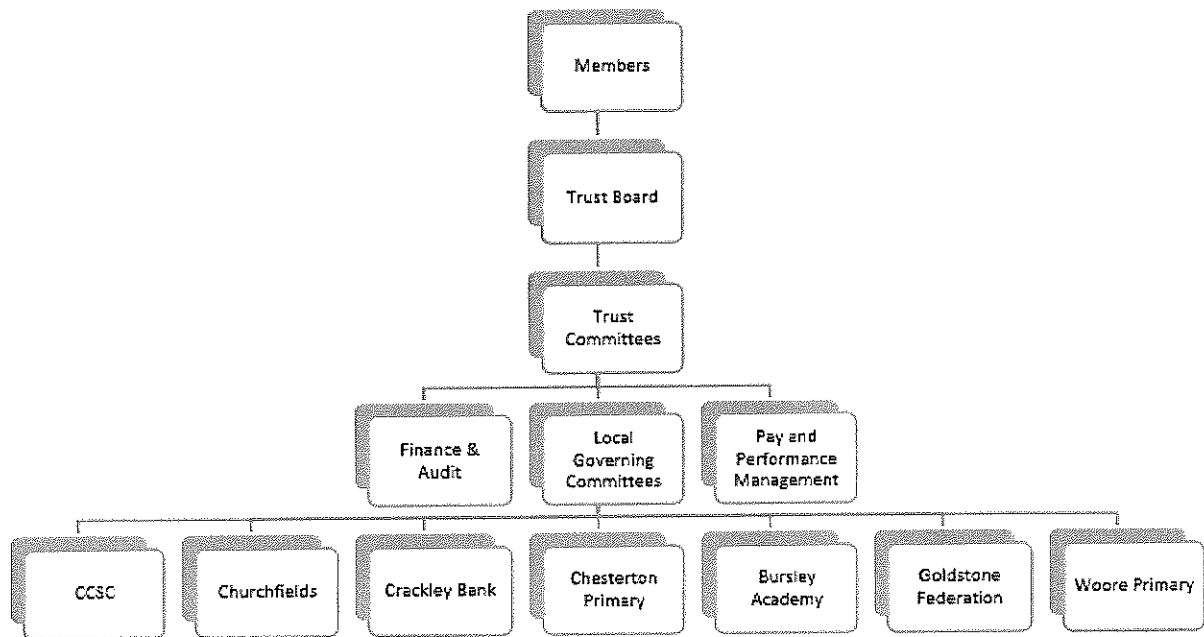 Members
Trust Board
Trust
Committees
Finance &
Audit
Local
Governing
Committees
Pay and
Performance
Management
CCSC
Churchfields
Crackley Bank
Chesterton
Primary
Bursley
Academy
Goldstone
Federation
Woore Primary